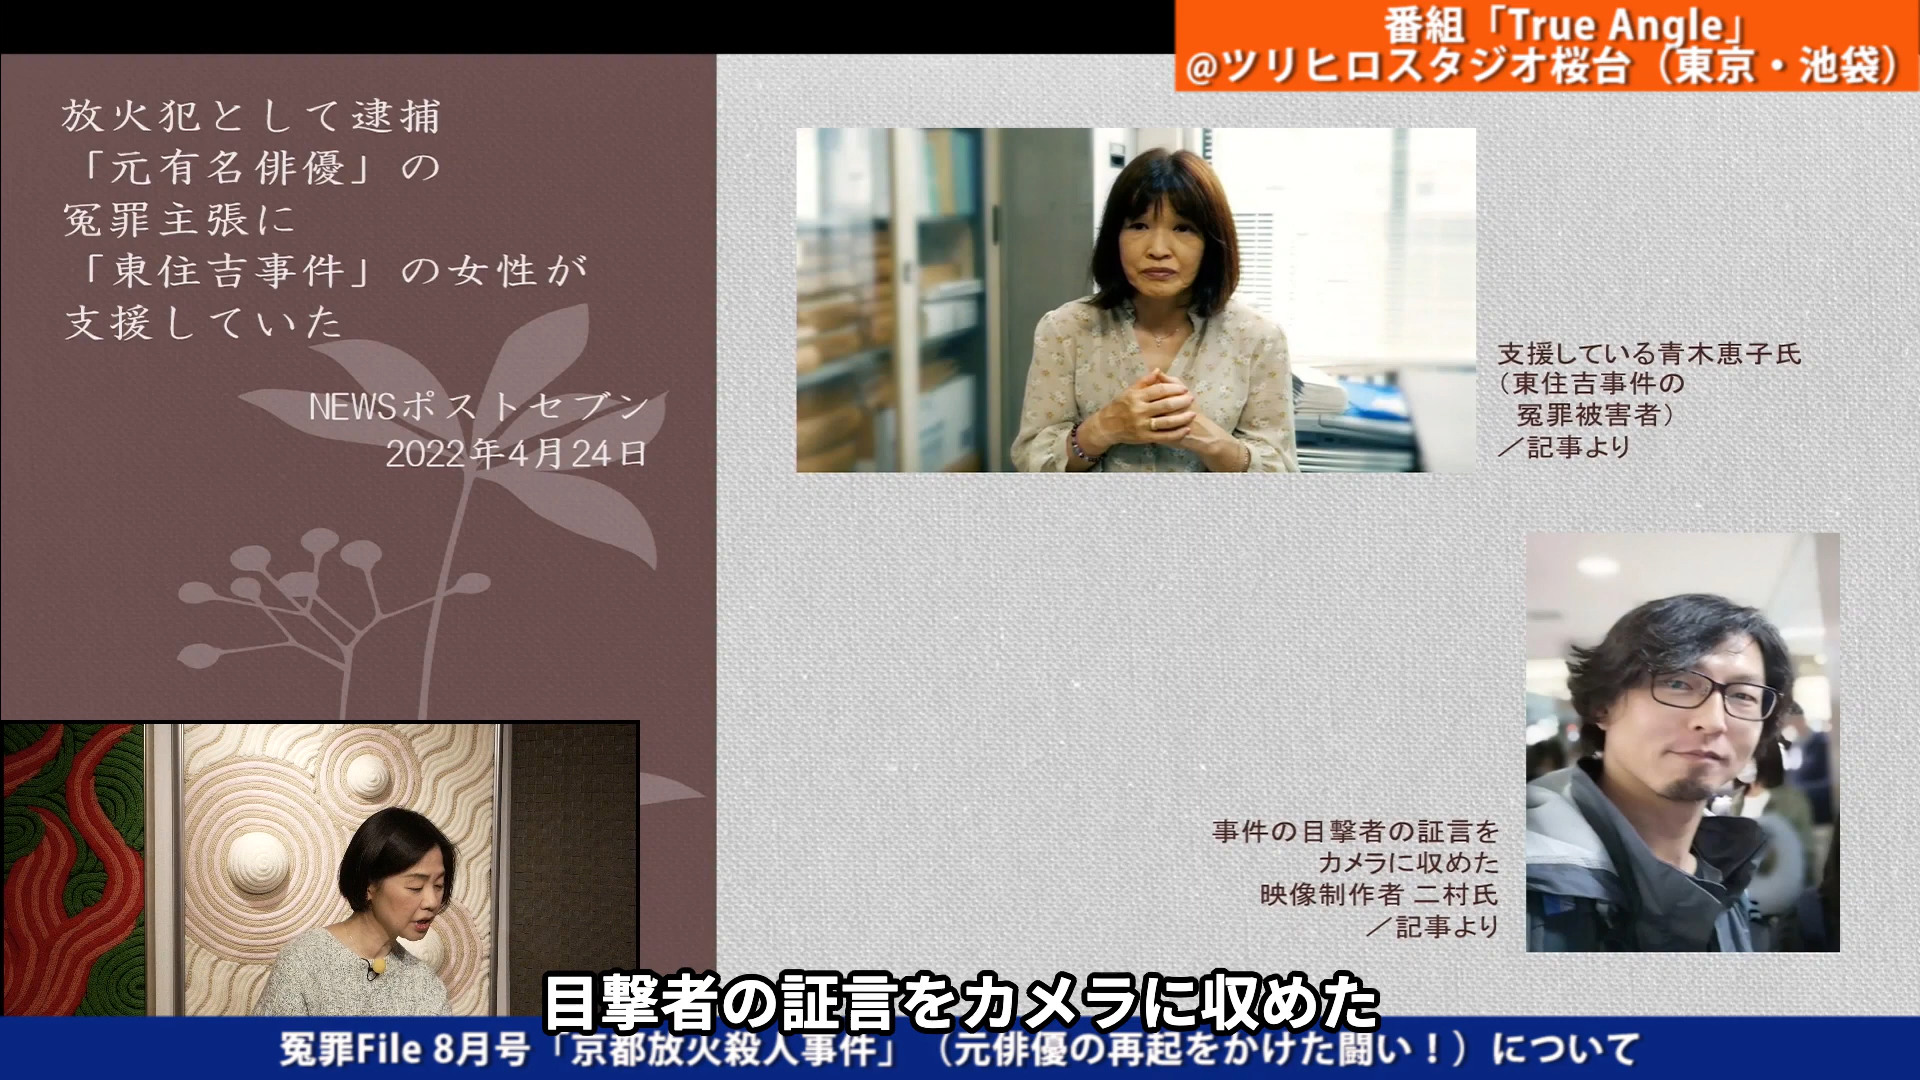 番組「True Angle」
@ツリヒロスタジオ桜台（東京・池袋）
放火犯として逮捕
「元有名俳優」の
冤罪主張に
「東住吉事件」の女性が
支援していた
NEWSポストセブン
2022年4月24日
支援している青木恵子氏
（東住吉事件の
冤罪被害者）
／記事より
事件の目撃者の証言を
カメラに収めた
映像制作者 二村氏
／記事より
目撃者の証言をカメラに収めた
冤罪File 8月号「京都放火殺人事件」（元俳優の再起をかけた闘い！）について